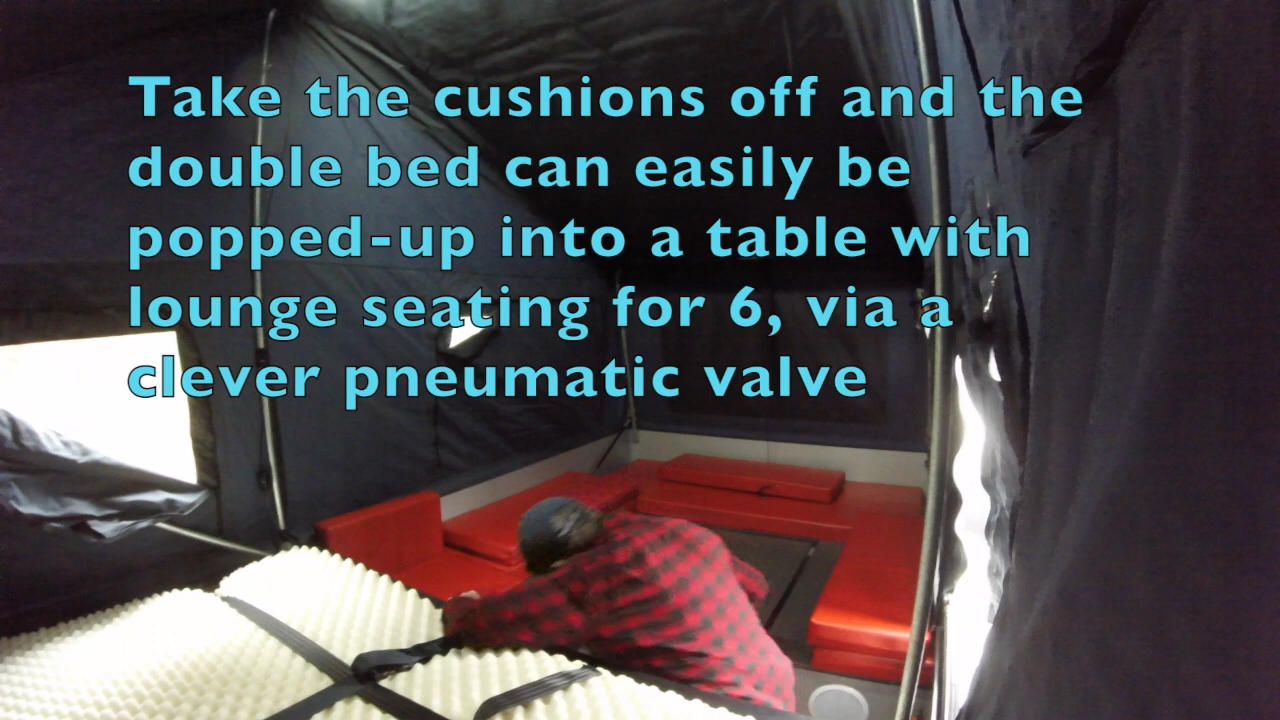 Take the cushions off and the
double bed can easily be
popped-up into a table with
lounge seating for 6, via a
clever pneumatic valve